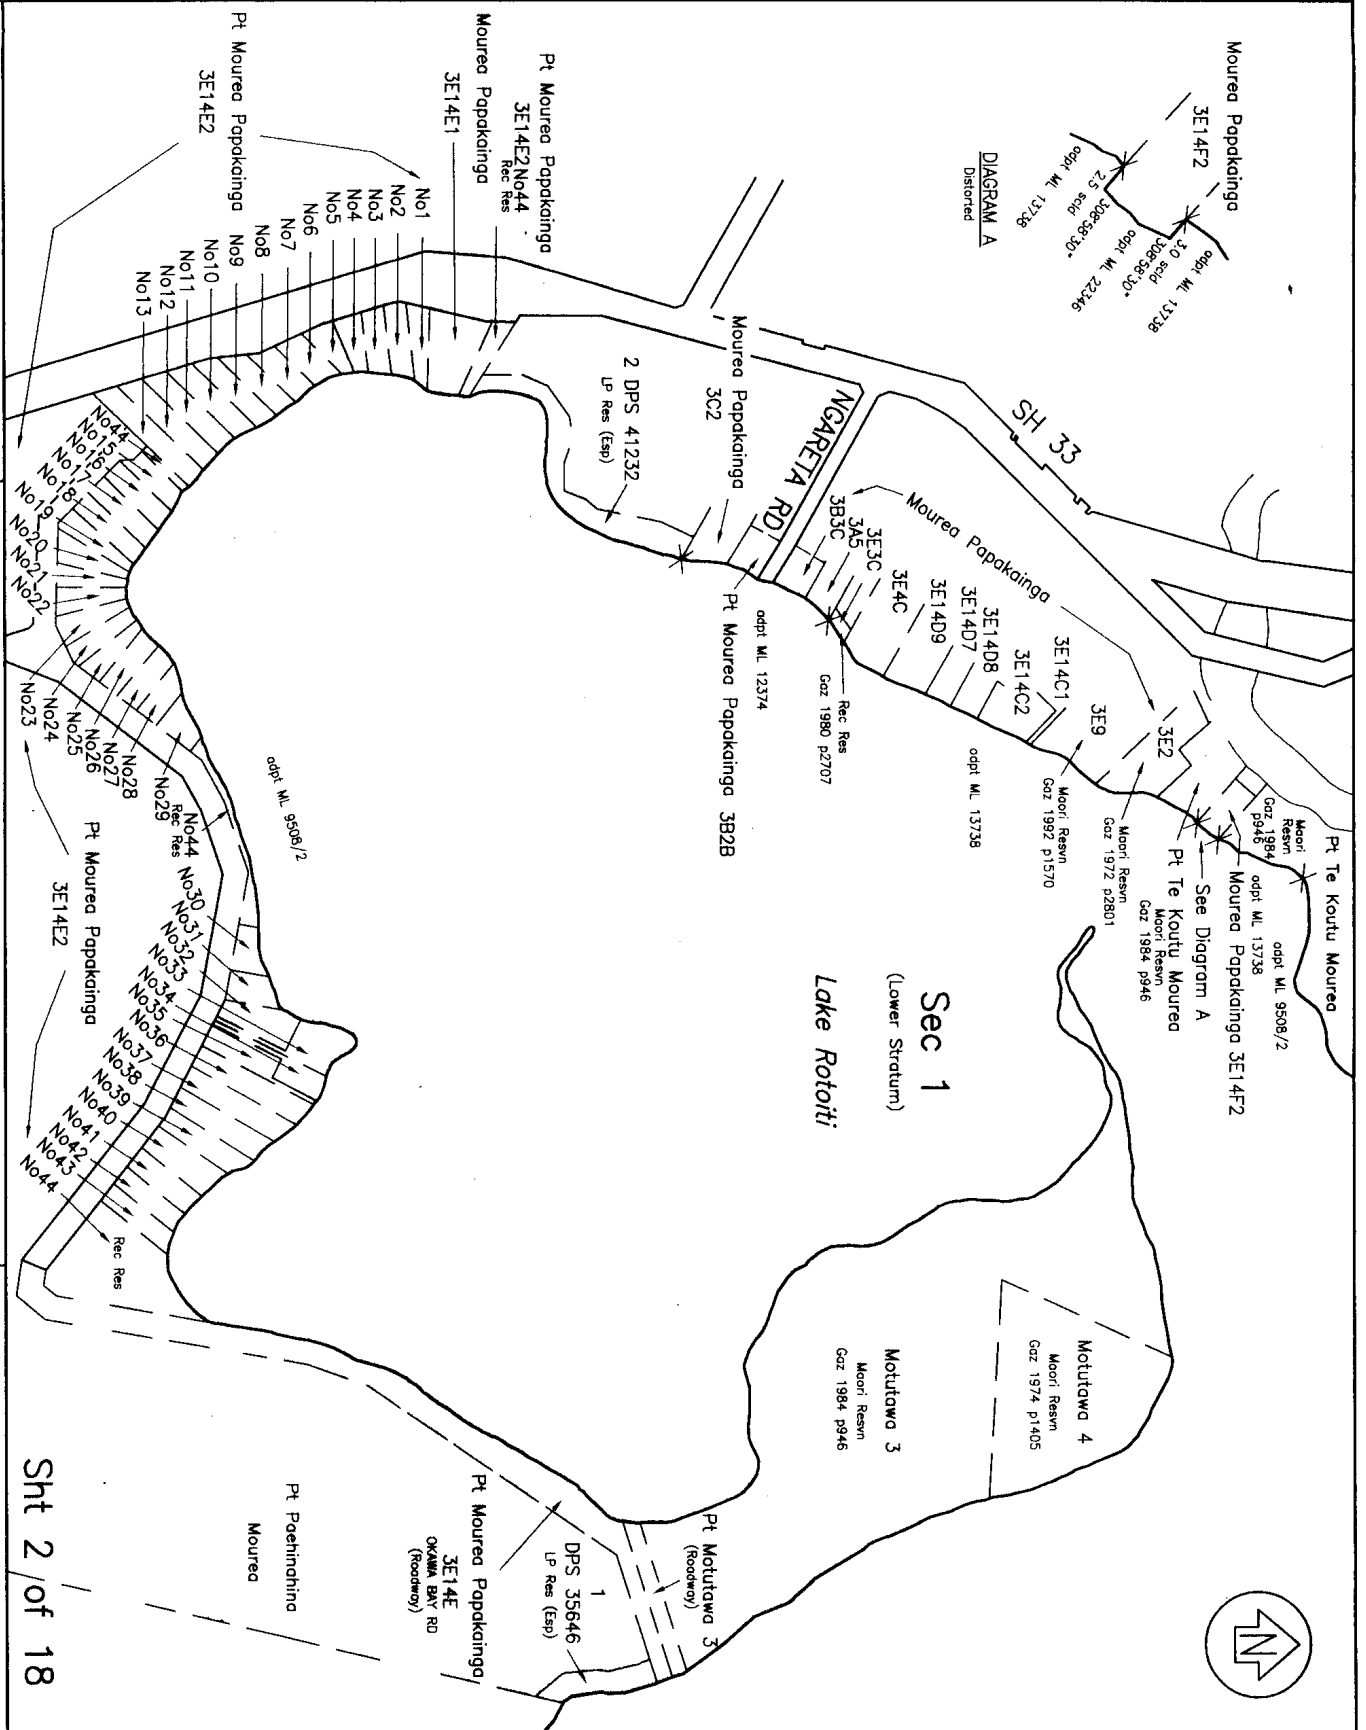 Mourea Papakainga
3E14F2
adpt ML 13738
2.5 scld
308°58'30"
adpt ML 22346
308°58'30"
3.0 scld
adpt ML 13738
DIAGRAM A
Distorted
Pt Mourea Papakainga
3E14E2 No44
Rec Res
Mourea Papakainga
3E14E1
Pt Mourea Papakainga
3E14E2
No1
No2
No3
No4
No5
No6
No7
No8
No9
No10
No11
No12
No13
No44
No15
No16
No17
No18
No19
No20
No21
No22
No23
No24
No25
No26
No27
No28
No29
No44
Rec Res
No30
No31
No32
No33
No34
No35
No36
No37
No38
No39
No40
No41
No42
No43
No44
Rec Res
Pt Mourea Papakainga
3E14E2
adpt ML 9508/2
SH 33
NGARETA RD
Mourea Papakainga
3C2
2 DPS 41232
LP Res (Esp)
Mourea Papakainga
3B3C
3A5
3E3C
3E4C
3E14D9
3E14D7
3E14D8
3E14C2
3E14C1
3E9
3E2
Pt Mourea Papakainga 3B2B
adpt ML 12374
Rec Res
Gaz 1980 p2707
adpt ML 13738
Maori Resvn
Gaz 1992 p1570
Maori Resvn
Gaz 1972 p2801
Pt Te Koutu Mourea
Maori Resvn
Gaz 1984 p946
See Diagram A
Mourea Papakainga 3E14F2
adpt ML 13738
adpt ML 9508/2
Maori
Resvn
Gaz 1984
p946
Pt Te Koutu Mourea
Sec 1
(Lower Stratum)
Lake Rotoiti
Motutawa 4
Maori Resvn
Gaz 1974 p1405
Motutawa 3
Maori Resvn
Gaz 1984 p946
Pt Motutawa 3
(Roadway)
1
DPS 35646
LP Res (Esp)
Pt Mourea Papakainga
3E14E
OKAWA BAY RD
(Roadway)
Pt Paehinahina
Mourea
N
Sht 2 of 18